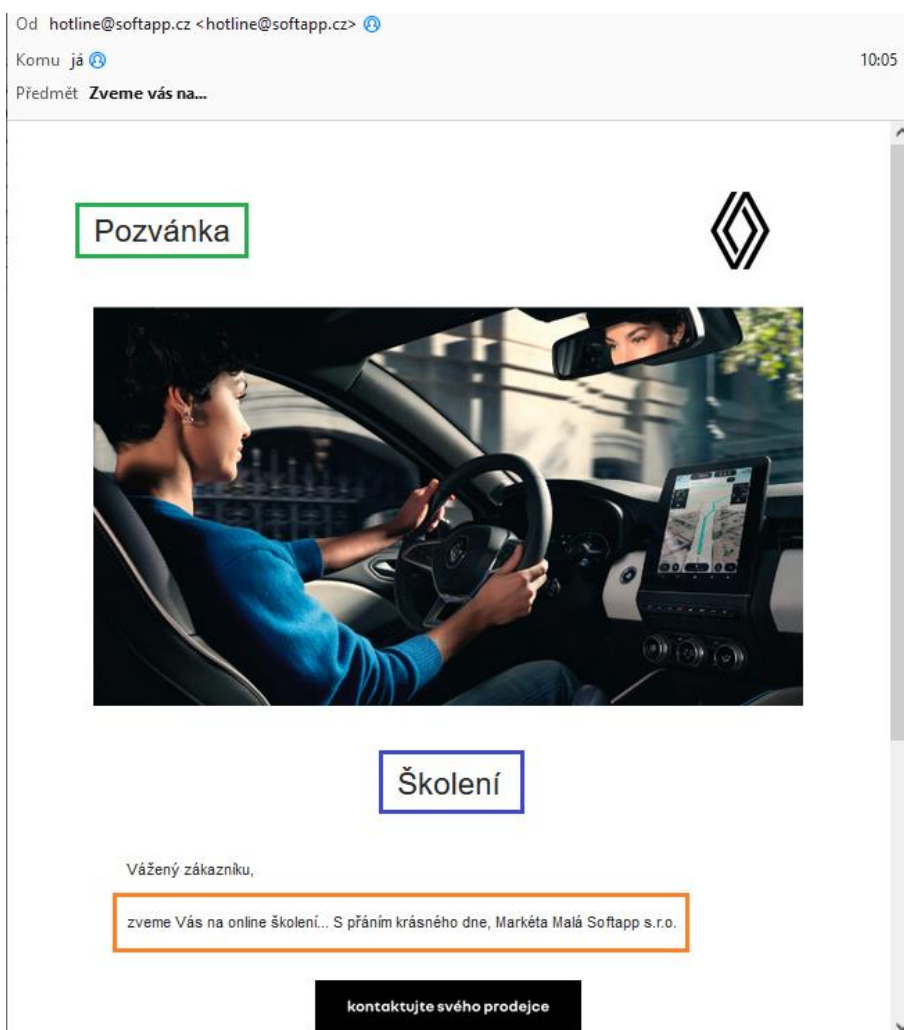 Od hotline@softapp.cz <hotline@softapp.cz>
Komu já 10:05
Předmět Zveme vás na...
Pozvánka
Školení
Vážený zákazníku,
zveme Vás na online školení... S přáním krásného dne, Markéta Malá Softapp s.r.o.
kontaktujte svého prodejce